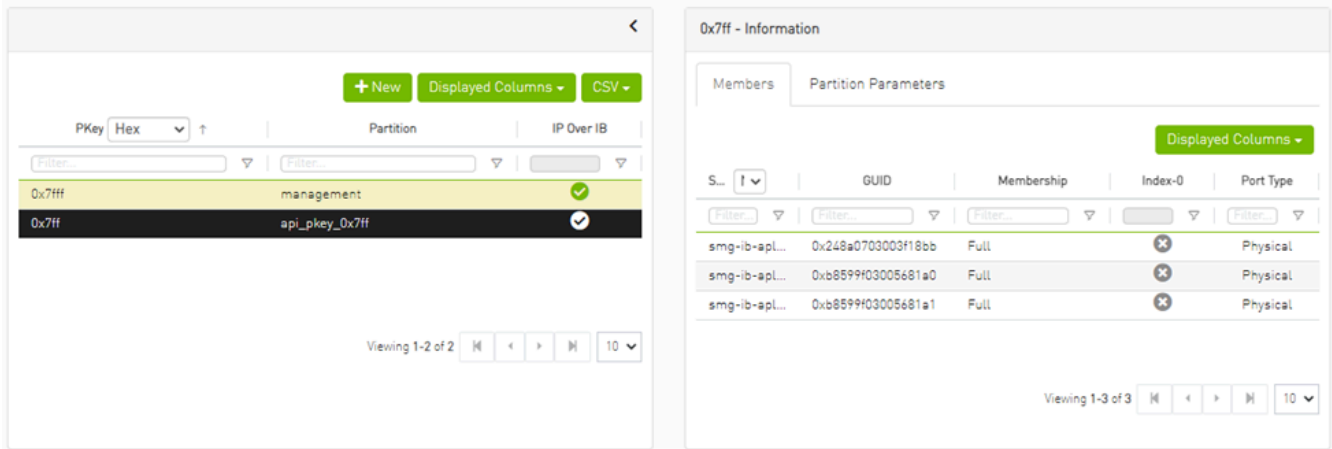 + New Displayed Columns CSV
PKey Hex ↑ Partition IP Over IB
Filter... Filter...
0x7fff management
0x7ff api_pkey_0x7ff
Viewing 1-2 of 2 10
0x7ff - Information
Members Partition Parameters
Displayed Columns
S... GUID Membership Index-0 Port Type
Filter... Filter... Filter... Filter...
smg-ib-apl... 0x248a0703003f18bb Full Physical
smg-ib-apl... 0xb8599f03005681a0 Full Physical
smg-ib-apl... 0xb8599f03005681a1 Full Physical
Viewing 1-3 of 3 10